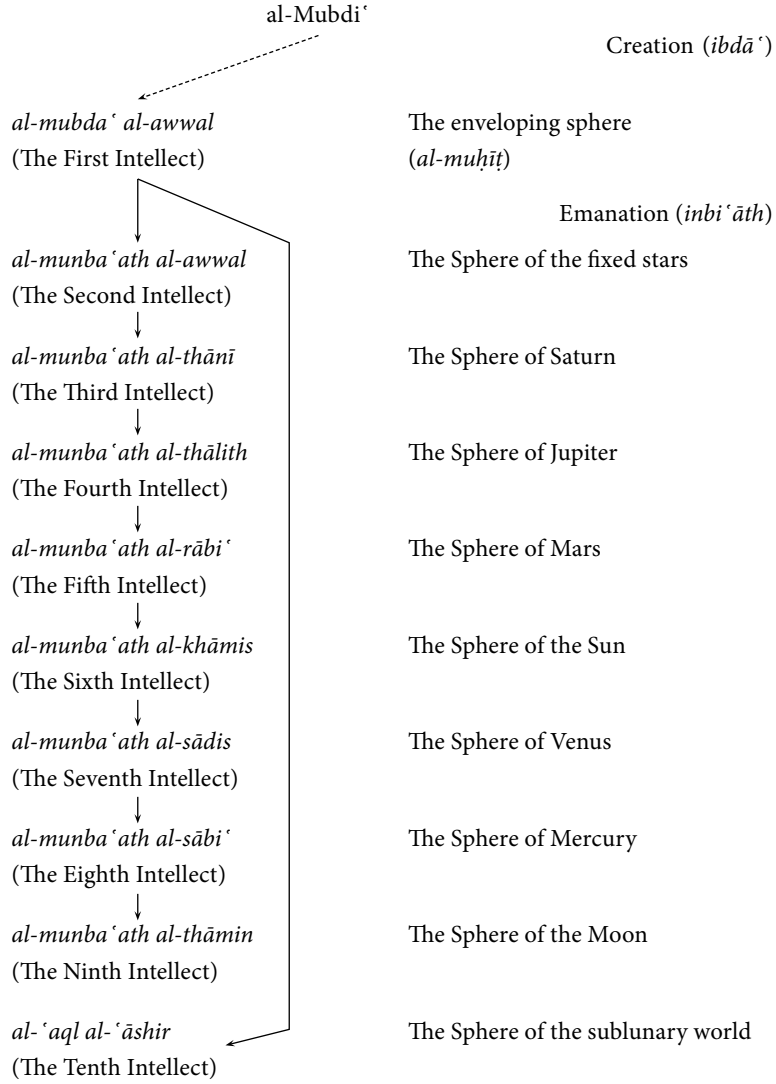 al-Mubdiʿ
Creation (ibdāʿ)
al-mubdaʿ al-awwal
The enveloping sphere
(The First Intellect)
(al-muḥīṭ)
Emanation (inbiʿāth)
al-munbaʿath al-awwal
The Sphere of the fixed stars
(The Second Intellect)
al-munbaʿath al-thānī
The Sphere of Saturn
(The Third Intellect)
al-munbaʿath al-thālith
The Sphere of Jupiter
(The Fourth Intellect)
al-munbaʿath al-rābiʿ
The Sphere of Mars
(The Fifth Intellect)
al-munbaʿath al-khāmis
The Sphere of the Sun
(The Sixth Intellect)
al-munbaʿath al-sādis
The Sphere of Venus
(The Seventh Intellect)
al-munbaʿath al-sābiʿ
The Sphere of Mercury
(The Eighth Intellect)
al-munbaʿath al-thāmin
The Sphere of the Moon
(The Ninth Intellect)
al-ʿaql al-ʿāshir
The Sphere of the sublunary world
(The Tenth Intellect)